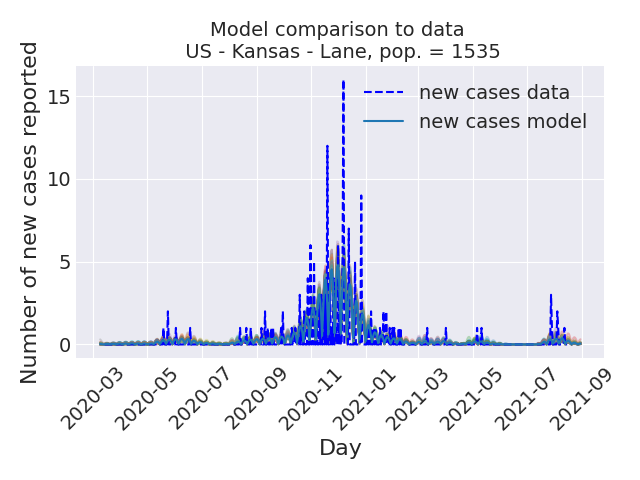 Model comparison to data
US - Kansas - Lane, pop. = 1535
Number of new cases reported
15
10
5
0
new cases data
new cases model
2020-03
2020-05
2020-07
2020-09
2020-11
2021-01
2021-03
2021-05
2021-07
2021-09
Day